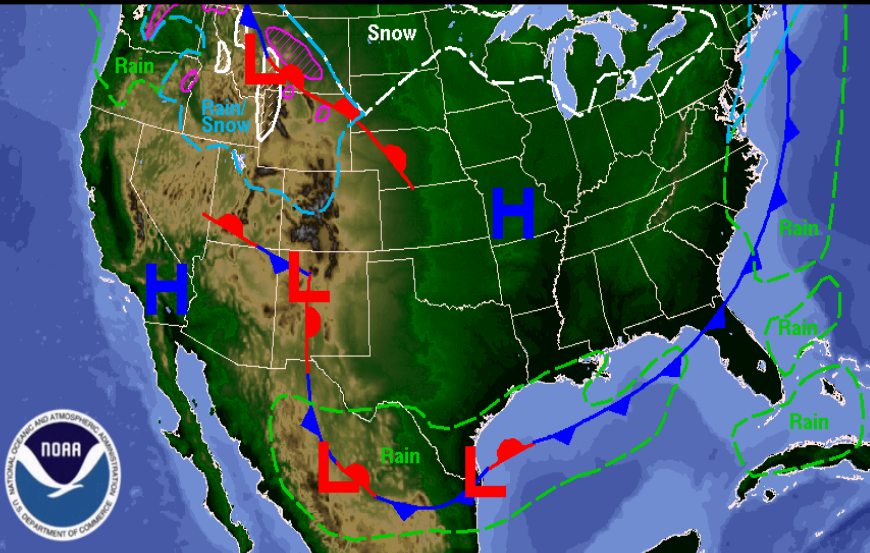 Snow
Rain
L
Rain/
Snow
H
Rain
H
L
Rain
Rain
Rain
L
L
NATIONAL OCEANIC AND ATMOSPHERIC ADMINISTRATION
NOAA
U.S. DEPARTMENT OF COMMERCE